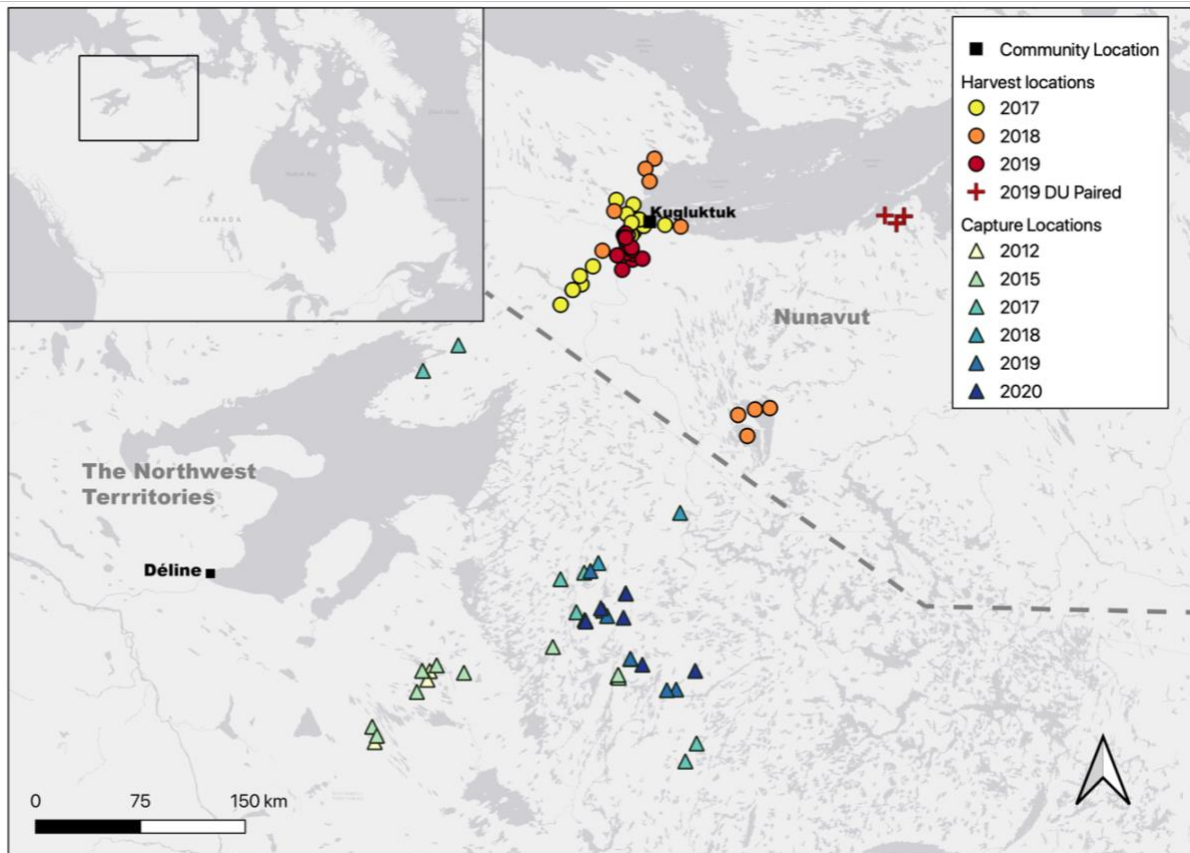 CANADA
Community Location
Harvest locations
2017
2018
2019
2019 DU Paired
Capture Locations
2012
2015
2017
2018
2019
2020
Kugluktuk
Nunavut
The Northwest
Terrritories
Déline
0 75 150 km